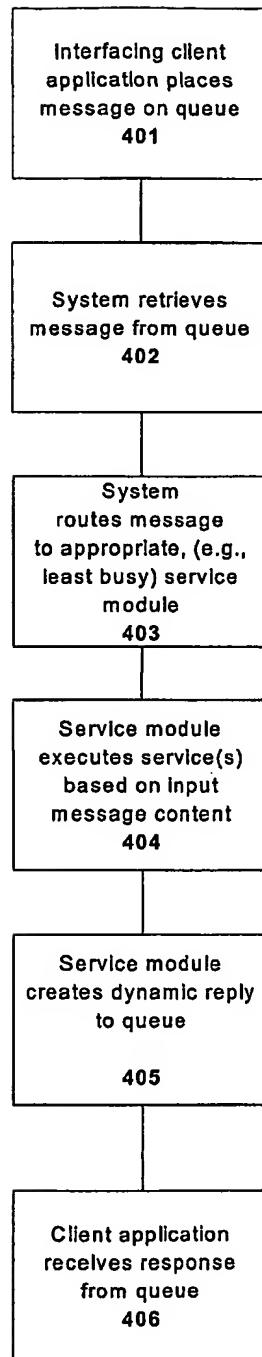 Interfacing client
application places
message on queue
401
System retrieves
message from queue
402
System
routes message
to appropriate, (e.g.,
least busy) service
module
403
Service module
executes service(s)
based on input
message content
404
Service module
creates dynamic reply
to queue
405
Client application
receives response
from queue
406